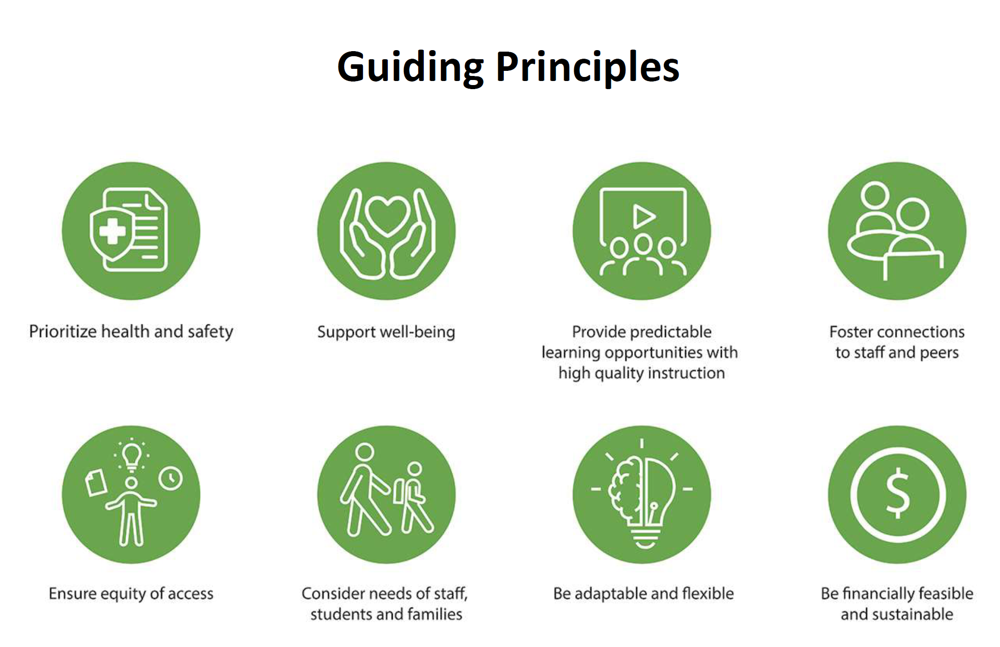 Guiding Principles
Prioritize health and safety
Support well-being
Provide predictable
learning opportunities with
high quality instruction
Foster connections
to staff and peers
Ensure equity of access
Consider needs of staff,
students and families
Be adaptable and flexible
$
Be financially feasible
and sustainable